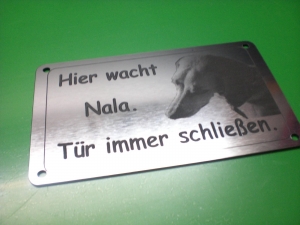 Hier wacht
Nala.
Tür immer schließen.